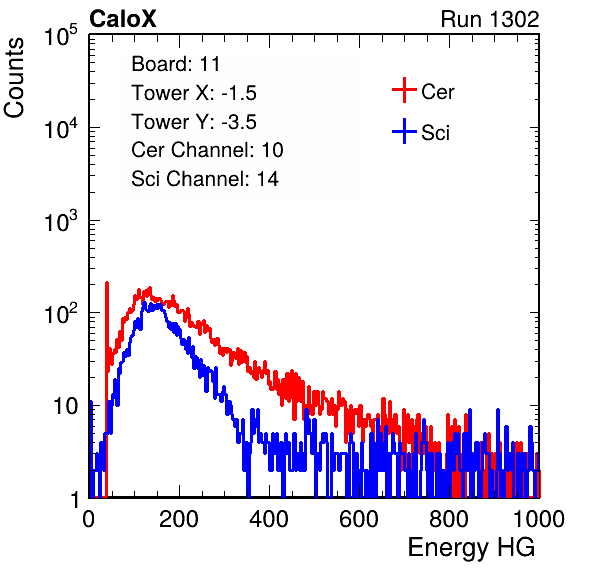 CaloX Run 1302
Counts
Board: 11
Tower X: -1.5
Tower Y: -3.5
Cer Channel: 10
Sci Channel: 14
Cer
Sci
10^5
10^4
10^3
10^2
10
1
0 200 400 600 800 1000
Energy HG